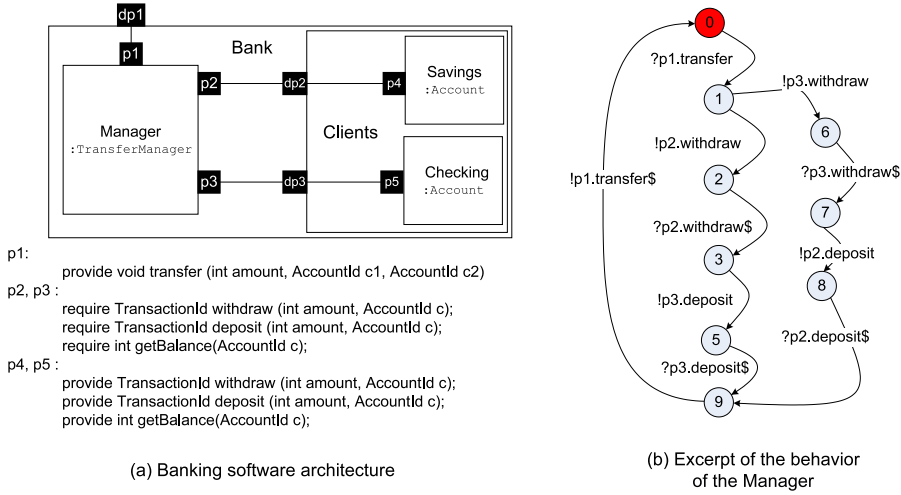 dp1
Bank
p1
Manager
:TransferManager
p2
dp2
p4
Savings
:Account
Clients
p3
dp3
p5
Checking
:Account
p1:
provide void transfer (int amount, AccountId c1, AccountId c2)
p2, p3 :
require TransactionId withdraw (int amount, AccountId c);
require TransactionId deposit (int amount, AccountId c);
require int getBalance(AccountId c);
p4, p5 :
provide TransactionId withdraw (int amount, AccountId c);
provide TransactionId deposit (int amount, AccountId c);
provide int getBalance(AccountId c);
(a) Banking software architecture
0
?p1.transfer
!p3.withdraw
1
6
!p2.withdraw
?p3.withdraw$
!p1.transfer$
2
7
?p2.withdraw$
!p2.deposit
3
8
!p3.deposit
?p2.deposit$
5
?p3.deposit$
9
(b) Excerpt of the behavior
of the Manager